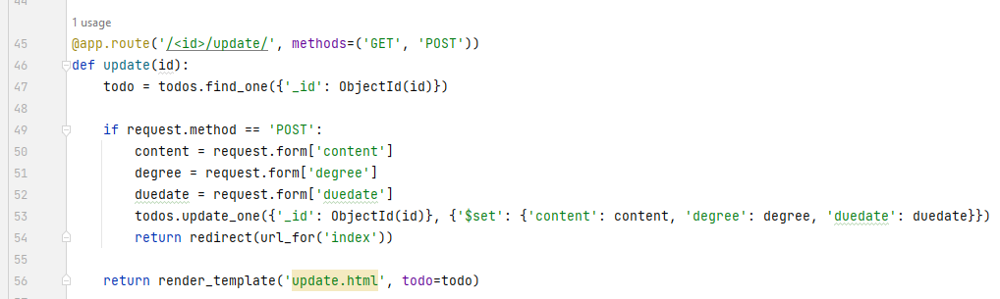 44
1 usage
45 @app.route('/<id>/update/', methods=('GET', 'POST'))
46 def update(id):
47     todo = todos.find_one({'_id': ObjectId(id)})
48
49     if request.method == 'POST':
50         content = request.form['content']
51         degree = request.form['degree']
52         duedate = request.form['duedate']
53         todos.update_one({'_id': ObjectId(id)}, {'$set': {'content': content, 'degree': degree, 'duedate': duedate}})
54         return redirect(url_for('index'))
55
56     return render_template('update.html', todo=todo)